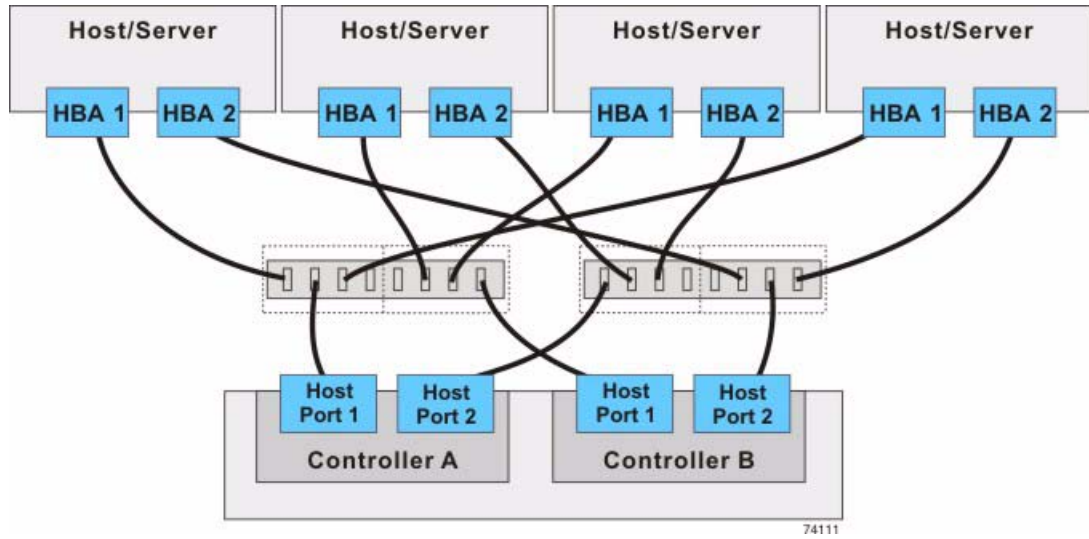 Host/Server
Host/Server
Host/Server
Host/Server
HBA 1
HBA 2
HBA 1
HBA 2
HBA 1
HBA 2
HBA 1
HBA 2
Host
Port 1
Host
Port 2
Host
Port 1
Host
Port 2
Controller A
Controller B
74111